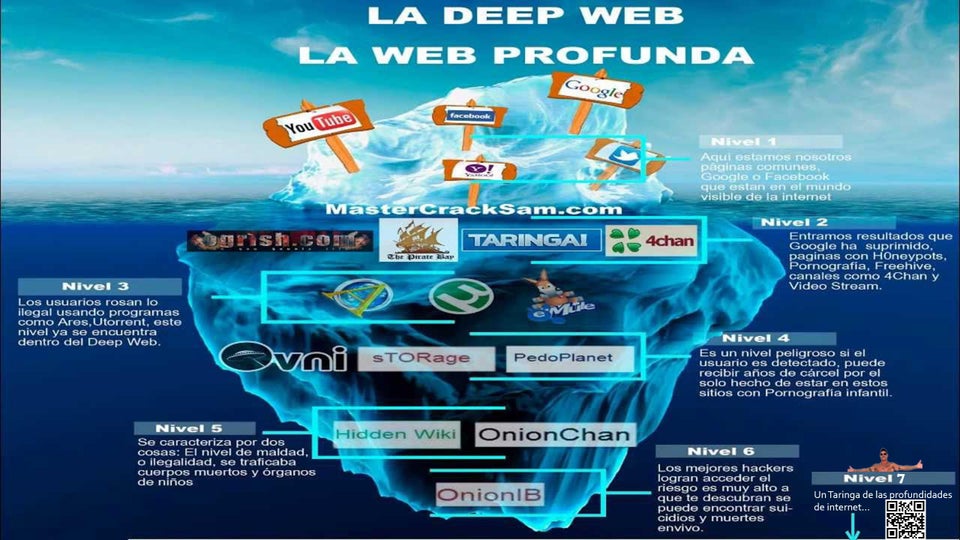 LA DEEP WEB
LA WEB PROFUNDA
YouTube
facebook
Google
YAHOO!
Nivel 1
Aqui estamos nosotros
páginas comunes,
Google o Facebook
que estan en el mundo
visible de la internet
MasterCrackSam.com
Nivel 2
Entramos resultados que
Google ha suprimido,
paginas con H0neypots,
Pornografia, Freehive,
canales como 4Chan y
Video Stream.
ogrish.com
The Pirate Bay
TARINGA!
4chan
Nivel 3
Los usuarios rosan lo
ilegal usando programas
como Ares,Utorrent, este
nivel ya se encuentra
dentro del Deep Web.
eMule
Nivel 4
Es un nivel peligroso si el
usuario es detectado, puede
recibir años de cárcel por el
solo hecho de estar en estos
sitios con Pornografia infantil.
Ovni
sTORage
PedoPlanet
Nivel 5
Se caracteriza por dos
cosas: El nivel de maldad,
o ilegalidad, se traficaba
cuerpos muertos y órganos
de niños
Hidden Wiki
OnionChan
Nivel 6
Los mejores hackers
logran acceder el
riesgo es muy alto a
que te descubran se
puede encontrar sui-
cidios y muertes
envivo.
OnionIB
Nivel 7
Un Taringa de las profundidades
de internet...